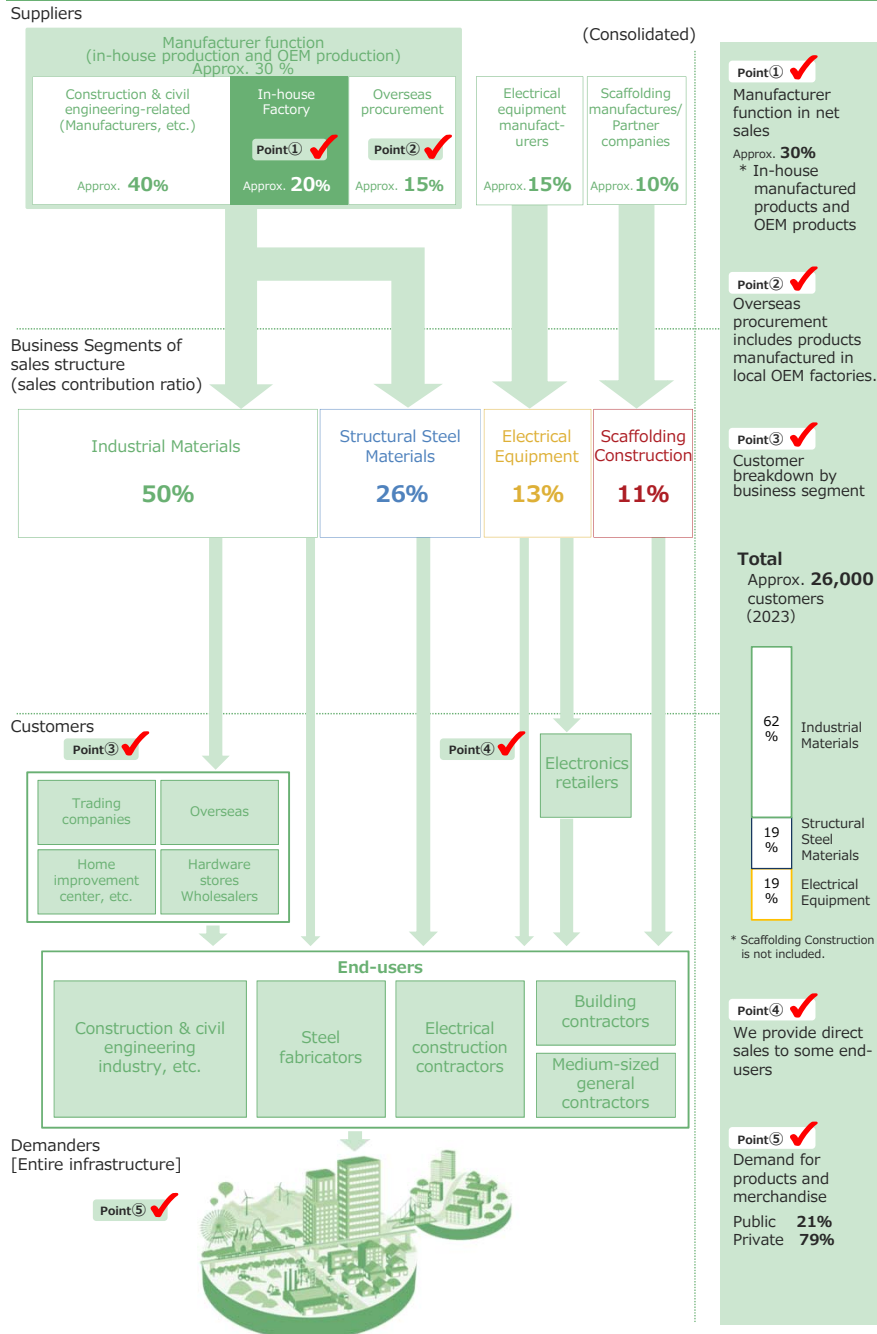 Suppliers
(Consolidated)
Manufacturer function
(in-house production and OEM production)
Approx. 30 %
Construction & civil
engineering-related
(Manufacturers, etc.)
Approx. 40%
In-house
Factory
Point①
Approx. 20%
Overseas
procurement
Point②
Approx. 15%
Electrical
equipment
manufact-
urers
Approx. 15%
Scaffolding
manufactures/
Partner
companies
Approx. 10%
Business Segments of
sales structure
(sales contribution ratio)
Industrial Materials
50%
Structural Steel
Materials
26%
Electrical
Equipment
13%
Scaffolding
Construction
11%
Customers
Point③
Point④
Trading
companies
Overseas
Home
improvement
center, etc.
Hardware
stores
Wholesalers
Electronics
retailers
End-users
Construction & civil
engineering
industry, etc.
Steel
fabricators
Electrical
construction
contractors
Building
contractors
Medium-sized
general
contractors
Demanders
[Entire infrastructure]
Point⑤
Point①
Manufacturer
function in net
sales
Approx. 30%
* In-house
manufactured
products and
OEM products
Point②
Overseas
procurement
includes products
manufactured in
local OEM factories.
Point③
Customer
breakdown by
business segment
Total
Approx. 26,000
customers
(2023)
62
%
Industrial
Materials
19
%
Structural
Steel
Materials
19
%
Electrical
Equipment
* Scaffolding Construction
is not included.
Point④
We provide direct
sales to some end-
users
Point⑤
Demand for
products and
merchandise
Public 21%
Private 79%